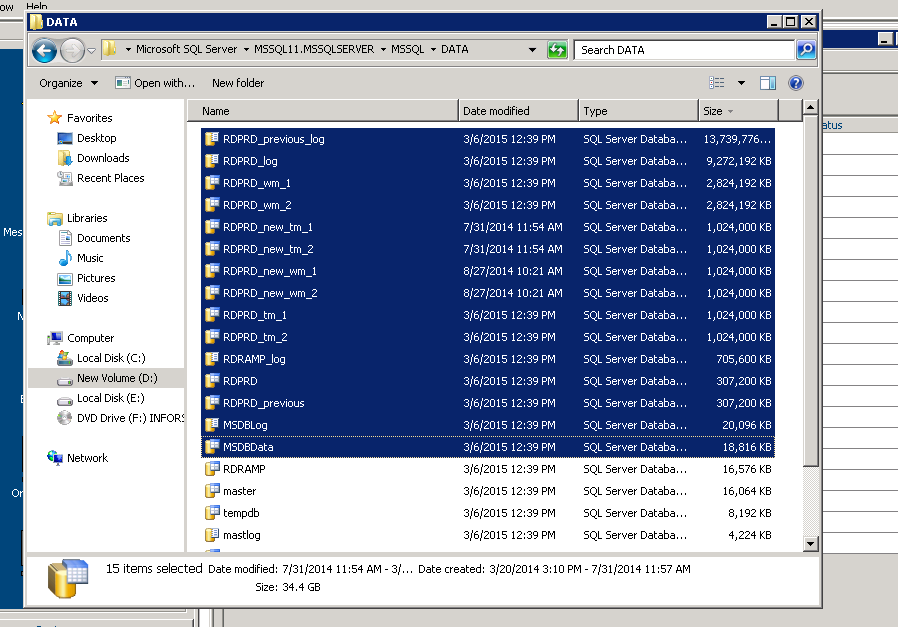 ow Help
DATA
Microsoft SQL Server MSSQL11.MSSQLSERVER MSSQL DATA Search DATA
Organize Open with... New folder
Name Date modified Type Size
Favorites
Desktop
Downloads
Recent Places
Libraries
Documents
Music
Pictures
Videos
Computer
Local Disk (C:)
New Volume (D:)
Local Disk (E:)
DVD Drive (F:) INFORS
Network
RDPRD_previous_log 3/6/2015 12:39 PM SQL Server Databa... 13,739,776...
RDPRD_log 3/6/2015 12:39 PM SQL Server Databa... 9,272,192 KB
RDPRD_wm_1 3/6/2015 12:39 PM SQL Server Databa... 2,824,192 KB
RDPRD_wm_2 3/6/2015 12:39 PM SQL Server Databa... 2,824,192 KB
RDPRD_new_tm_1 7/31/2014 11:54 AM SQL Server Databa... 1,024,000 KB
RDPRD_new_tm_2 7/31/2014 11:54 AM SQL Server Databa... 1,024,000 KB
RDPRD_new_wm_1 8/27/2014 10:21 AM SQL Server Databa... 1,024,000 KB
RDPRD_new_wm_2 8/27/2014 10:21 AM SQL Server Databa... 1,024,000 KB
RDPRD_tm_1 3/6/2015 12:39 PM SQL Server Databa... 1,024,000 KB
RDPRD_tm_2 3/6/2015 12:39 PM SQL Server Databa... 1,024,000 KB
RDRAMP_log 3/6/2015 12:39 PM SQL Server Databa... 705,600 KB
RDPRD 3/6/2015 12:39 PM SQL Server Databa... 307,200 KB
RDPRD_previous 3/6/2015 12:39 PM SQL Server Databa... 307,200 KB
MSDBLog 3/6/2015 12:39 PM SQL Server Databa... 20,096 KB
MSDBData 3/6/2015 12:39 PM SQL Server Databa... 18,816 KB
RDRAMP 3/6/2015 12:39 PM SQL Server Databa... 16,576 KB
master 3/6/2015 12:39 PM SQL Server Databa... 16,064 KB
tempdb 3/6/2015 12:39 PM SQL Server Databa... 8,192 KB
mastlog 3/6/2015 12:39 PM SQL Server Databa... 4,224 KB
15 items selected Date modified: 7/31/2014 11:54 AM - 3/... Date created: 3/20/2014 3:10 PM - 7/31/2014 11:57 AM
Size: 34.4 GB
atus
Mes
N
E
Or